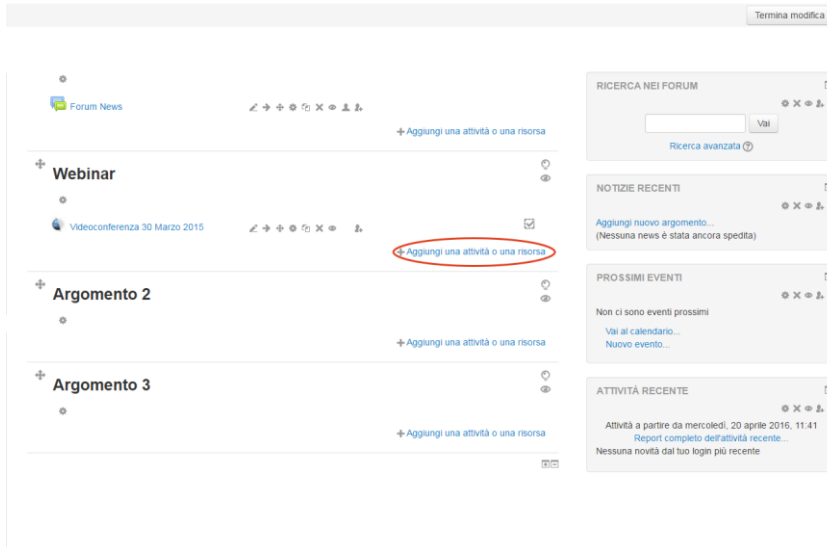 Termina modifica
Forum News
Aggiungi una attività o una risorsa
Webinar
Videoconferenza 30 Marzo 2015
Aggiungi una attività o una risorsa
Argomento 2
Aggiungi una attività o una risorsa
Argomento 3
Aggiungi una attività o una risorsa
RICERCA NEI FORUM
Vai
Ricerca avanzata
NOTIZIE RECENTI
Aggiungi nuovo argomento...
(Nessuna news è stata ancora spedita)
PROSSIMI EVENTI
Non ci sono eventi prossimi
Vai al calendario...
Nuovo evento...
ATTIVITÀ RECENTE
Attività a partire da mercoledì, 20 aprile 2016, 11:41
Report completo dell'attività recente...
Nessuna novità dal tuo login più recente